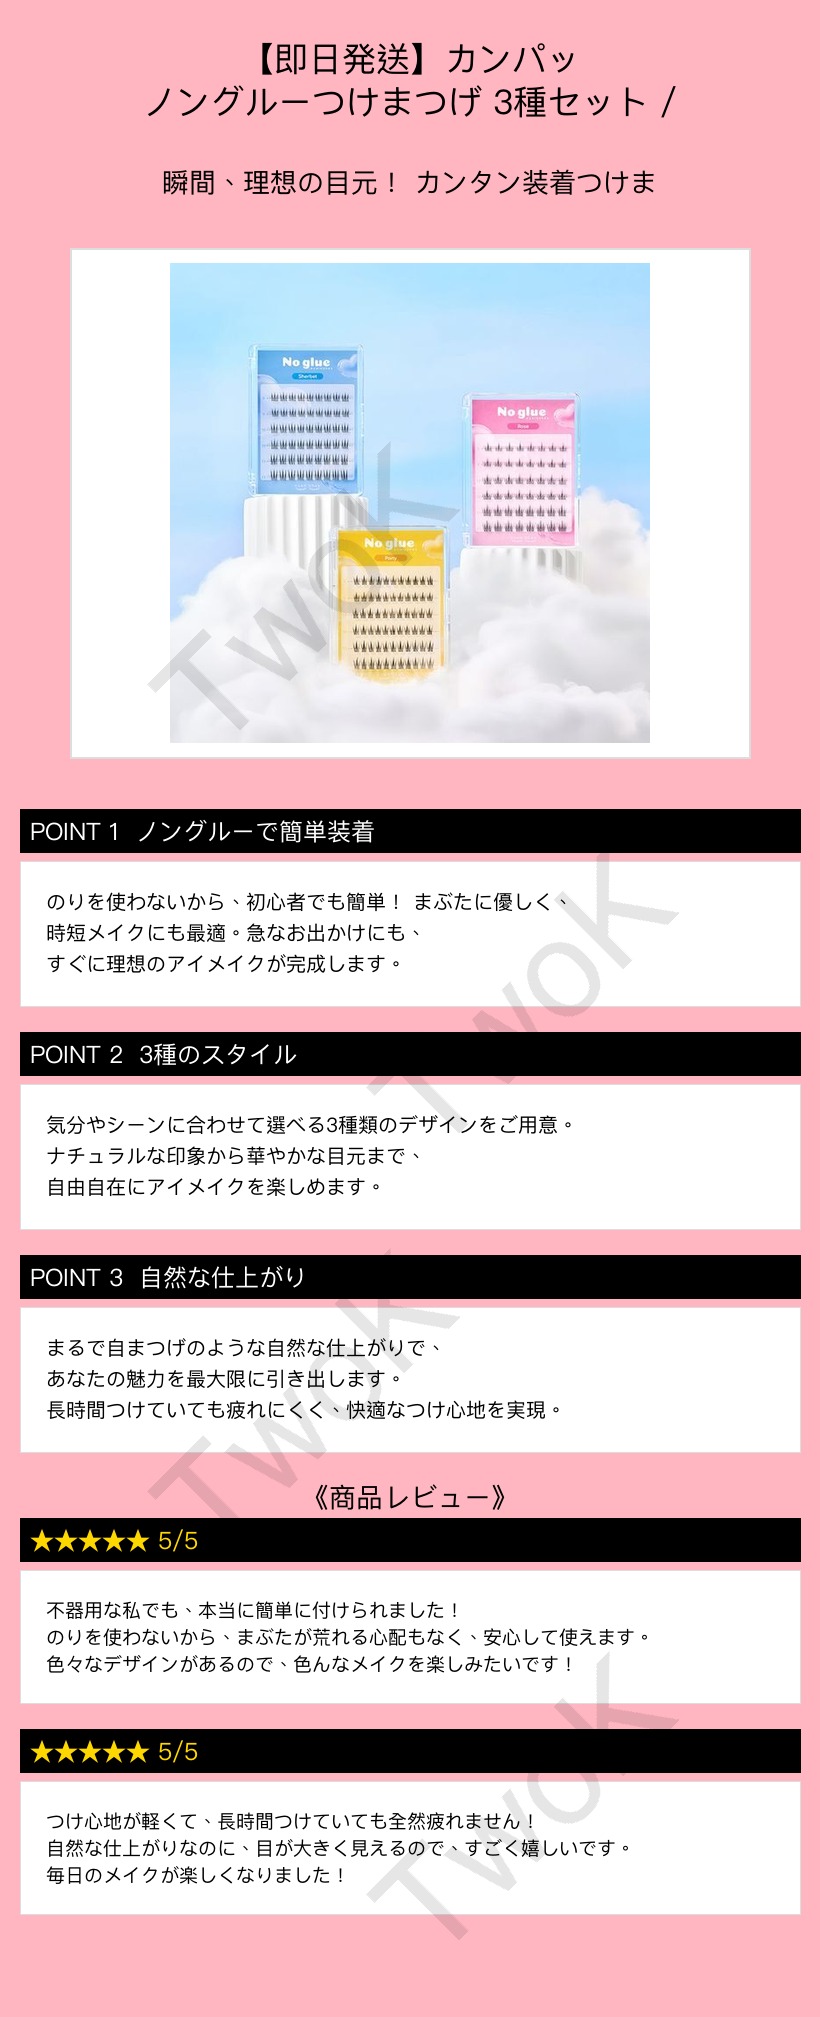 【即日発送】カンパッ
ノングルーつけまつげ 3種セット /
瞬間、理想の目元！ カンタン装着つけま
No glue
Sherbet
No glue
Rosy
No glue
TwoK
POINT 1 ノングルーで簡単装着
のりを使わないから、初心者でも簡単！ まぶたに優しく、
時短メイクにも最適。急なお出かけにも、
すぐに理想のアイメイクが完成します。
TwoK
POINT 2 3種のスタイル
気分やシーンに合わせて選べる3種類のデザインをご用意。
ナチュラルな印象から華やかな目元まで、
自由自在にアイメイクを楽しめます。
POINT 3 自然な仕上がり
まるで自まつげのような自然な仕上がりで、
あなたの魅力を最大限に引き出します。
長時間つけていても疲れにくく、快適なつけ心地を実現。
TwoK
《商品レビュー》
★★★★★ 5/5
不器用な私でも、本当に簡単に付けられました！
のりを使わないから、まぶたが荒れる心配もなく、安心して使えます。
色々なデザインがあるので、色んなメイクを楽しみたいです！
★★★★★ 5/5
つけ心地が軽くて、長時間つけていても全然疲れません！
自然な仕上がりなのに、目が大きく見えるので、すごく嬉しいです。
毎日のメイクが楽しくなりました！
TwoK